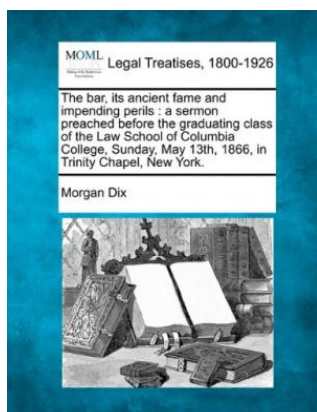 MOML
Legal Treatises, 1800-1926
The bar, its ancient fame and
impending perils : a sermon
preached before the graduating class
of the Law School of Columbia
College, Sunday, May 13th, 1866, in
Trinity Chapel, New York.
Morgan Dix